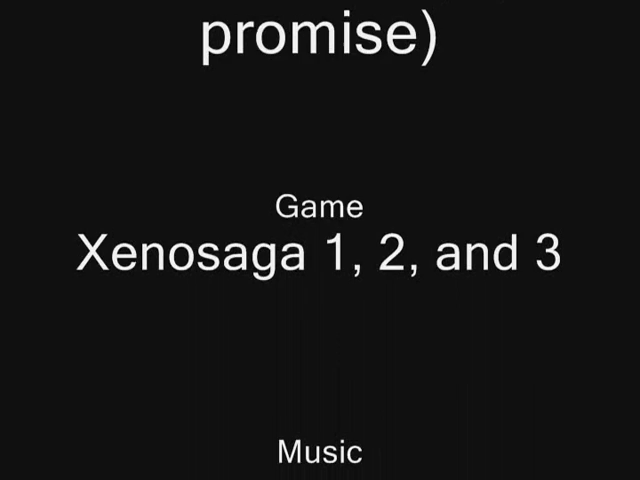 promise)
Game
Xenosaga 1, 2, and 3
Music